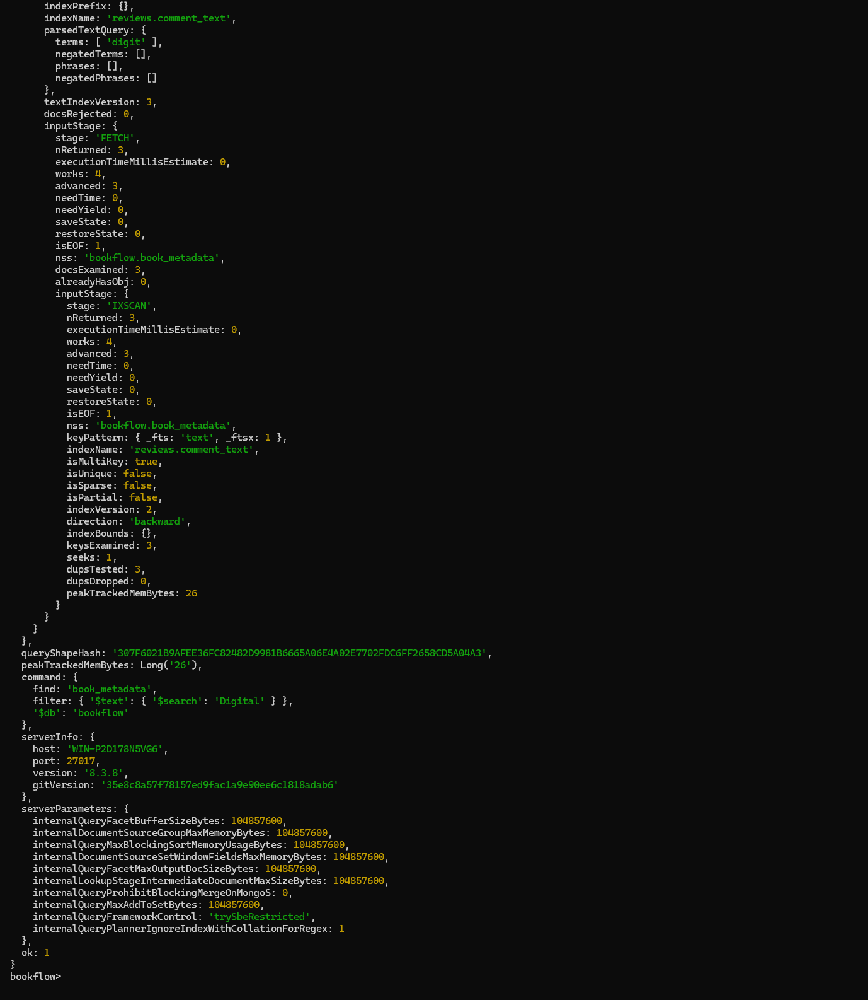 indexPrefix: {},
indexName: 'reviews.comment_text',
parsedTextQuery: {
terms: [ 'digit' ],
negatedTerms: [],
phrases: [],
negatedPhrases: []
},
textIndexVersion: 3,
docsRejected: 0,
inputStage: {
stage: 'FETCH',
nReturned: 3,
executionTimeMillisEstimate: 0,
works: 4,
advanced: 3,
needTime: 0,
needYield: 0,
saveState: 0,
restoreState: 0,
isEOF: 1,
nss: 'bookflow.book_metadata',
docsExamined: 3,
alreadyHasObj: 0,
inputStage: {
stage: 'IXSCAN',
nReturned: 3,
executionTimeMillisEstimate: 0,
works: 4,
advanced: 3,
needTime: 0,
needYield: 0,
saveState: 0,
restoreState: 0,
isEOF: 1,
nss: 'bookflow.book_metadata',
keyPattern: { _fts: 'text', _ftsx: 1 },
indexName: 'reviews.comment_text',
isMultiKey: true,
isUnique: false,
isSparse: false,
isPartial: false,
indexVersion: 2,
direction: 'backward',
indexBounds: {},
keysExamined: 3,
seeks: 1,
dupsTested: 3,
dupsDropped: 0,
peakTrackedMemBytes: 26
}
}
}
},
queryShapeHash: '307F6021B9AFEE36FC82482D9981B6665A06E4A02E7702FDC6FF2658CD5A04A3',
peakTrackedMemBytes: Long('26'),
command: {
find: 'book_metadata',
filter: { '$text': { '$search': 'Digital' } },
'$db': 'bookflow'
},
serverInfo: {
host: 'WIN-P2D178N5VG6',
port: 27017,
version: '8.3.8',
gitVersion: '35e8c8a57f78157ed9fac1a9e90ee6c1818adab6'
},
serverParameters: {
internalQueryFacetBufferSizeBytes: 104857600,
internalDocumentSourceGroupMaxMemoryBytes: 104857600,
internalQueryMaxBlockingSortMemoryUsageBytes: 104857600,
internalDocumentSourceSetWindowFieldsMaxMemoryBytes: 104857600,
internalQueryFacetMaxOutputDocSizeBytes: 104857600,
internalLookupStageIntermediateDocumentMaxSizeBytes: 104857600,
internalQueryProhibitBlockingMergeOnMongoS: 0,
internalQueryMaxAddToSetBytes: 104857600,
internalQueryFrameworkControl: 'trySbeRestricted',
internalQueryPlannerIgnoreIndexWithCollationForRegex: 1
},
ok: 1
}
bookflow>